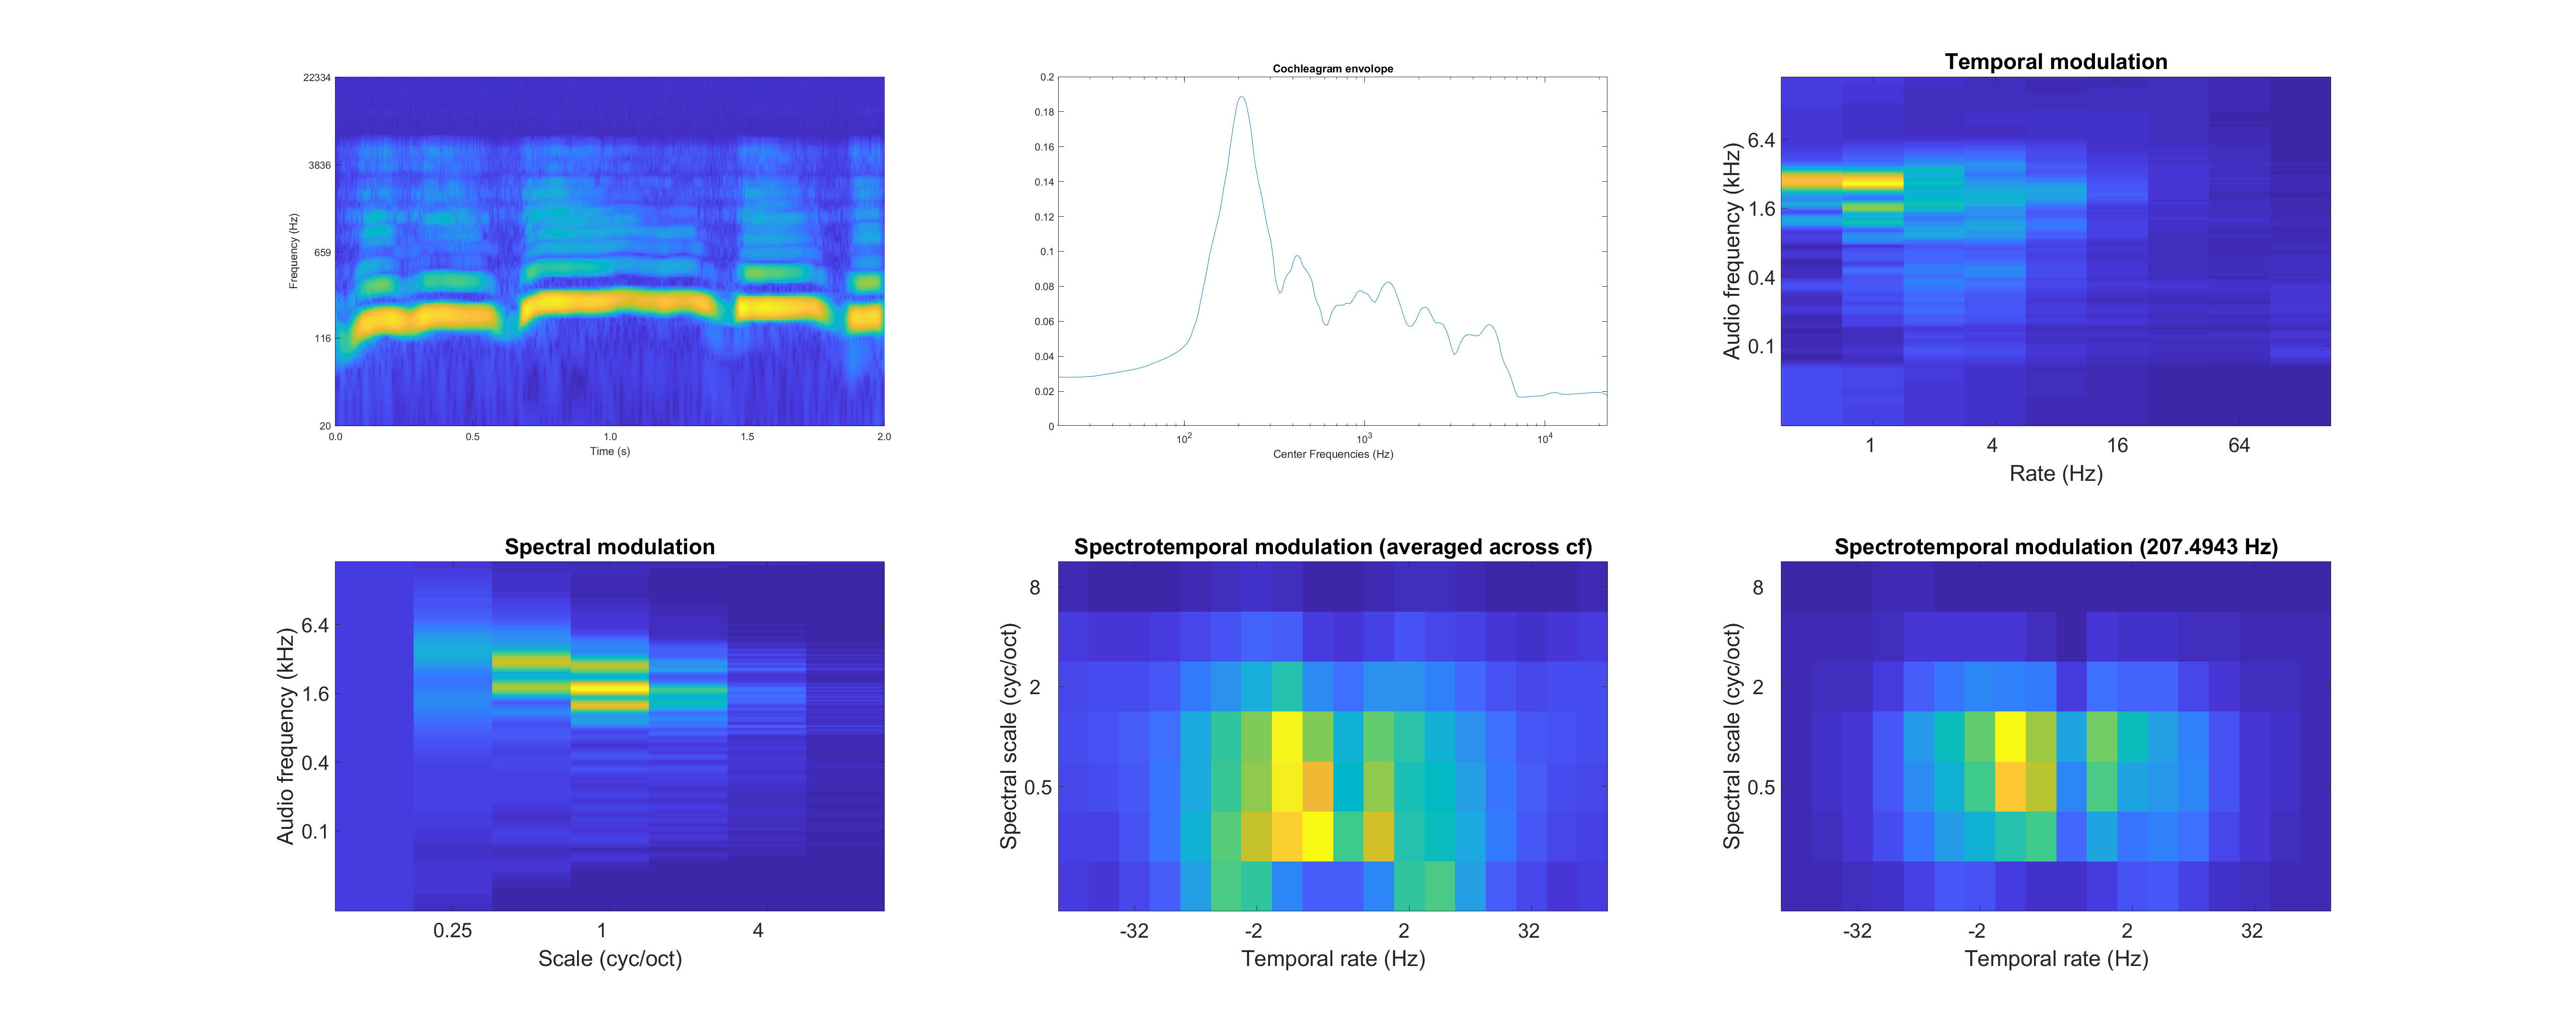 22334
3836
659
116
20
Frequency (Hz)
0.0 0.5 1.0 1.5 2.0
Time (s)
Cochleagram envolope
0.2
0.18
0.16
0.14
0.12
0.1
0.08
0.06
0.04
0.02
0
10^2 10^3 10^4
Center Frequencies (Hz)
Temporal modulation
6.4
1.6
0.4
0.1
Audio frequency (kHz)
1 4 16 64
Rate (Hz)
Spectral modulation
6.4
1.6
0.4
0.1
Audio frequency (kHz)
0.25 1 4
Scale (cyc/oct)
Spectrotemporal modulation (averaged across cf)
8
2
0.5
Spectral scale (cyc/oct)
-32 -2 2 32
Temporal rate (Hz)
Spectrotemporal modulation (207.4943 Hz)
8
2
0.5
Spectral scale (cyc/oct)
-32 -2 2 32
Temporal rate (Hz)